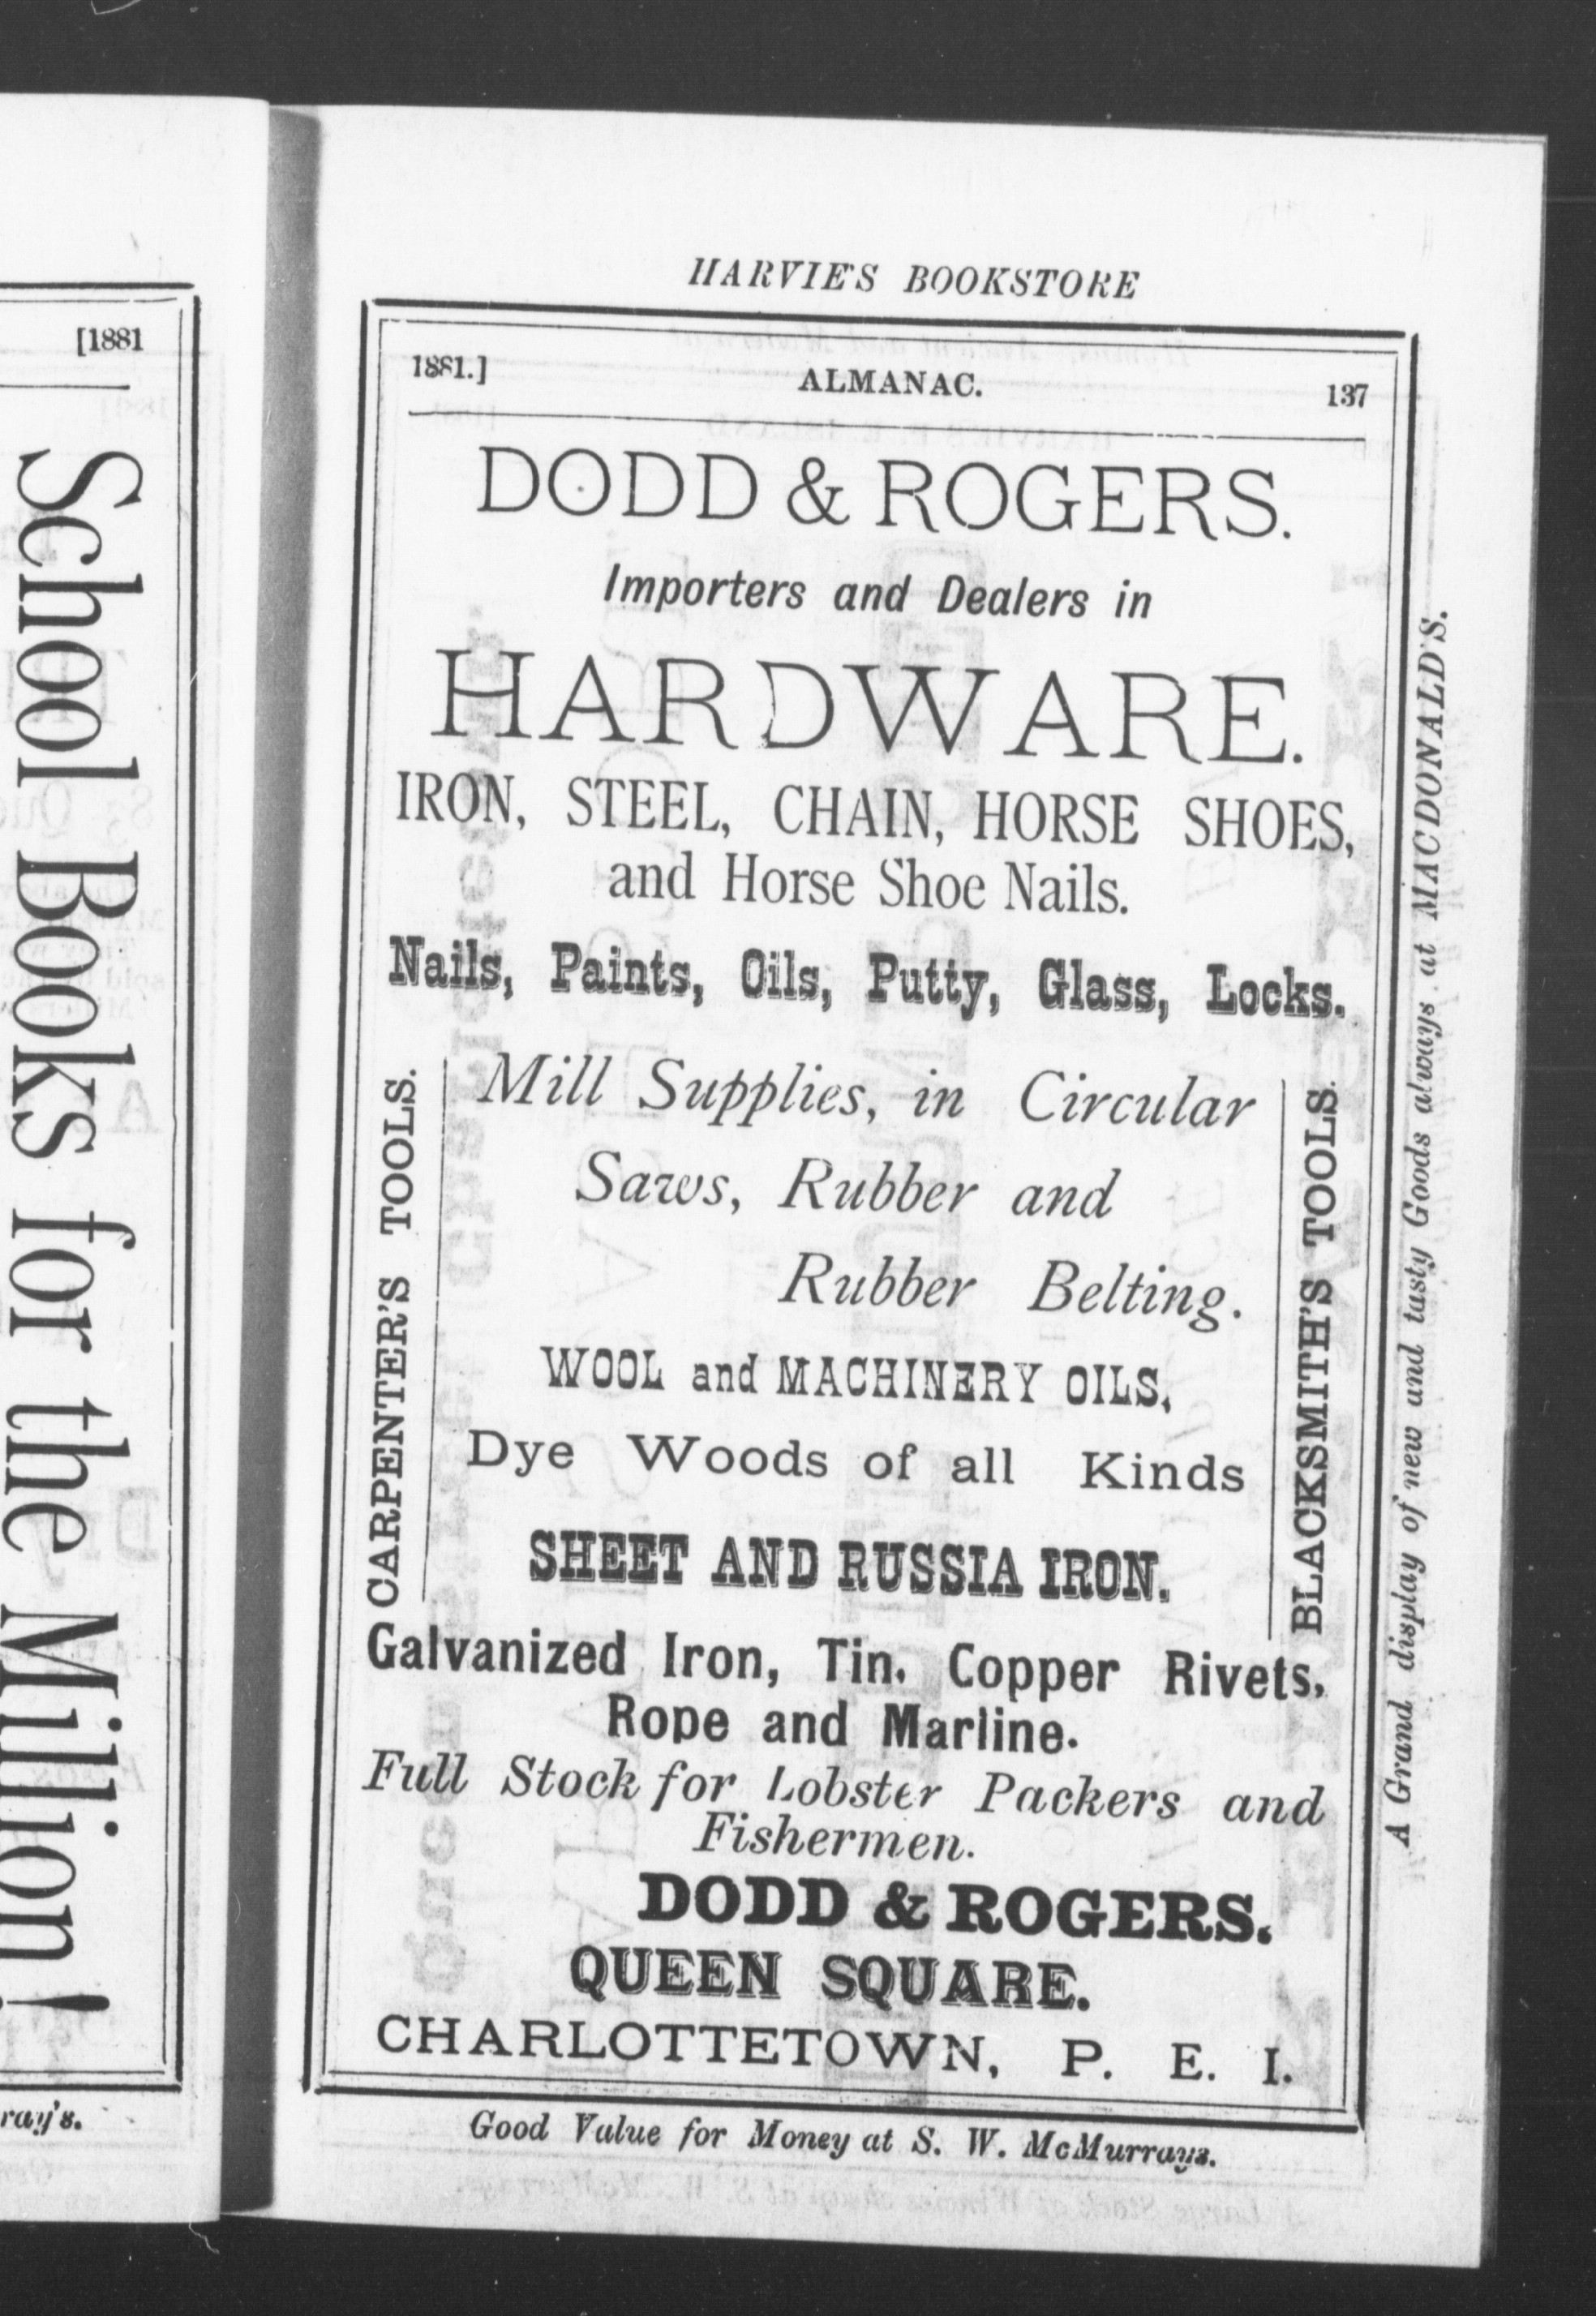 [1881
School Books for the Million!
HARVIE'S BOOKSTORE
1881.]
ALMANAC.
137
DODD & ROGERS.
Importers and Dealers in
HARDWARE.
IRON, STEEL, CHAIN, HORSE SHOES,
and Horse Shoe Nails.
Nails, Paints, Oils, Putty, Glass, Locks.
CARPENTER'S TOOLS.
Mill Supplies, in Circular
Saws, Rubber and
Rubber Belting.
WOOL and MACHINERY OILS,
Dye Woods of all Kinds
SHEET AND RUSSIA IRON.
BLACKSMITH'S TOOLS.
Galvanized Iron, Tin, Copper Rivets,
Rope and Marline.
Full Stock for Lobster Packers and
Fishermen.
DODD & ROGERS.
QUEEN SQUARE.
CHARLOTTETOWN, P. E. I.
Good Value for Money at S. W. McMurrays.
A Grand display of new and tasty Goods always at MACDONALD'S.